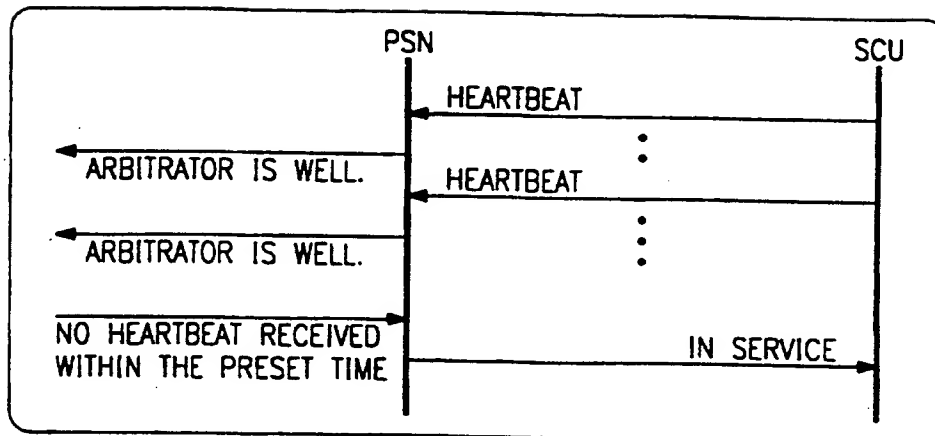 PSN
SCU
HEARTBEAT
ARBITRATOR IS WELL.
HEARTBEAT
ARBITRATOR IS WELL.
NO HEARTBEAT RECEIVED
WITHIN THE PRESET TIME
IN SERVICE